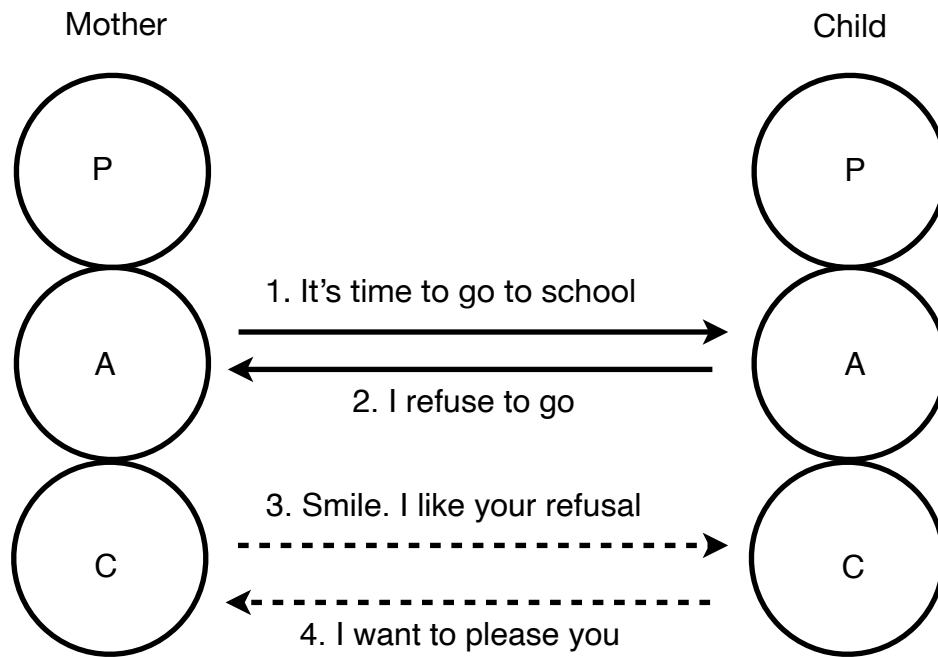 Mother
Child
P
P
1. It’s time to go to school
A
A
2. I refuse to go
3. Smile. I like your refusal
C
C
4. I want to please you